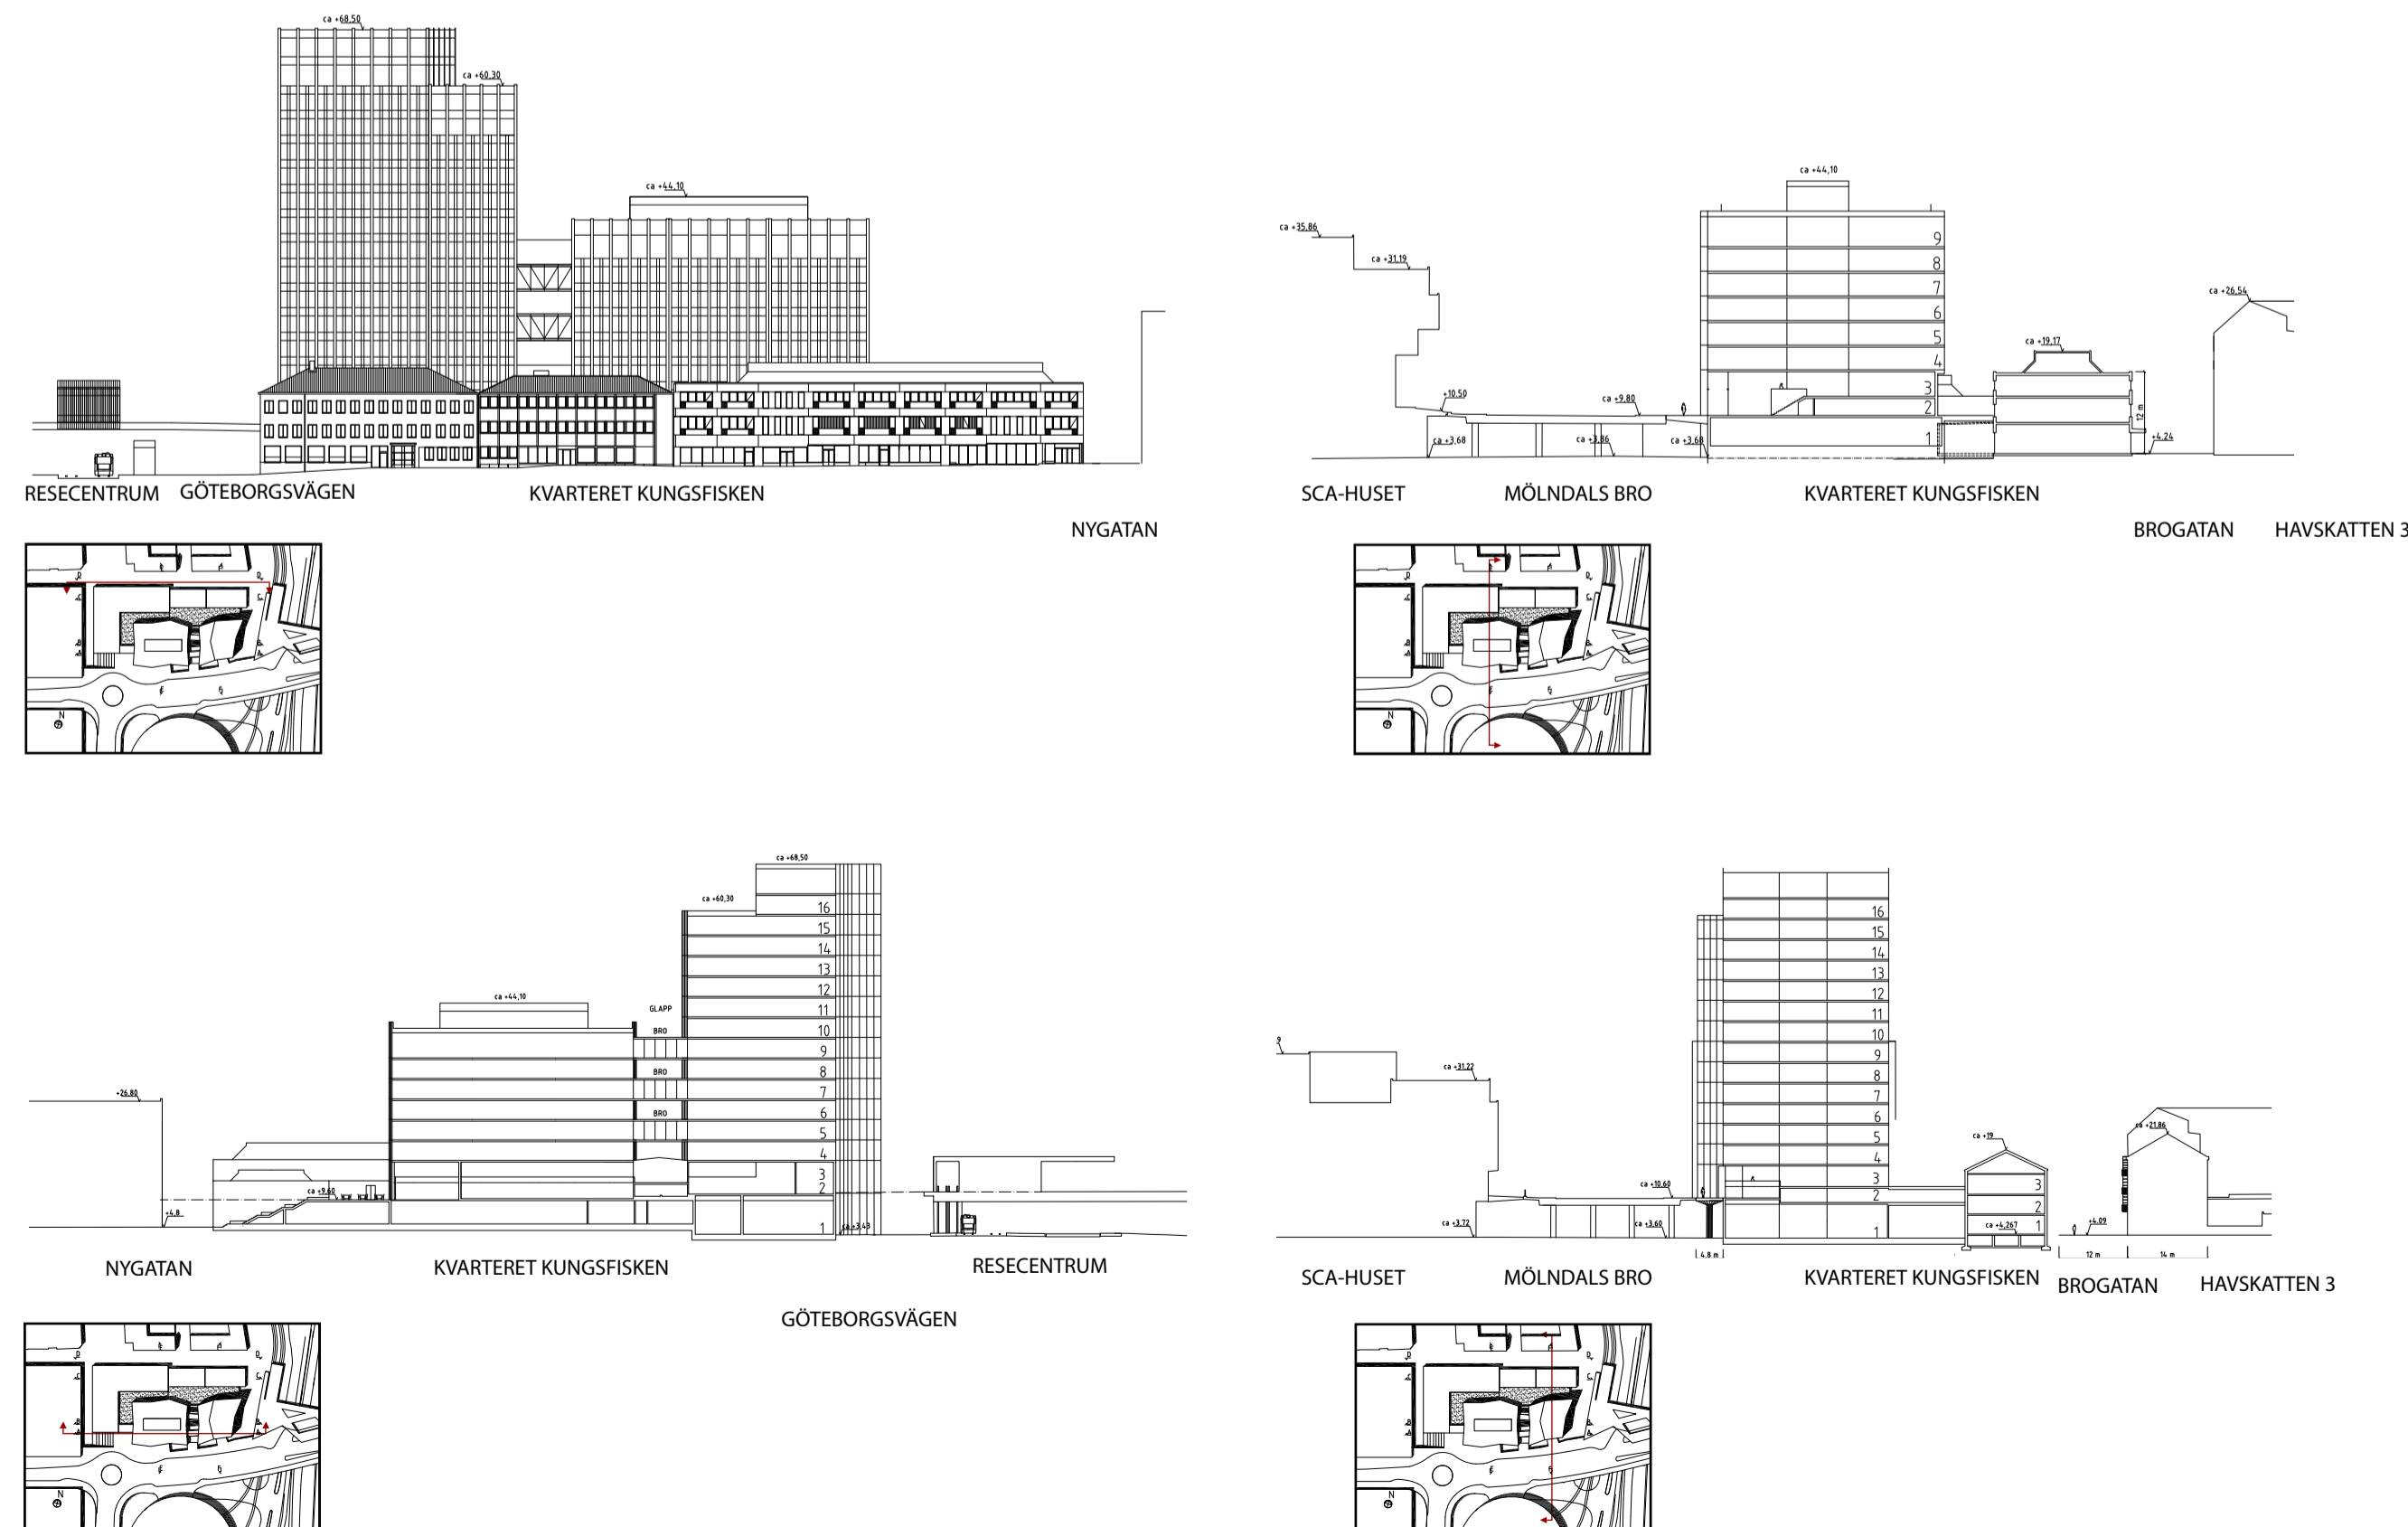 ca +68,50
ca +60,30
ca +44,10
RESECENTRUM
GÖTEBORGSVÄGEN
KVARTERET KUNGSFISKEN
NYGATAN
N
ca +44,10
ca +35,86
ca +31,19
9
8
7
6
5
4
3
2
1
ca +26,54
ca +19,17
12 m
+10.50
ca +9,80
ca +3,68
ca +3,86
ca +3,68
+4.24
SCA-HUSET
MÖLNDALS BRO
KVARTERET KUNGSFISKEN
BROGATAN
HAVSKATTEN 3
N
ca +68,50
ca +60,30
ca +44,10
16
15
14
13
12
11
10
9
8
7
6
5
4
3
2
1
GLAPP
BRO
BRO
BRO
+26,80
ca +9,60
+4,8
ca +3,43
NYGATAN
KVARTERET KUNGSFISKEN
RESECENTRUM
GÖTEBORGSVÄGEN
N
16
15
14
13
12
11
10
9
8
7
6
5
4
3
2
1
9
ca +31,22
ca +21,86
ca +19
3
2
1
ca +10,60
ca +3,72
ca +3,60
ca +4,267
+4.09
4,8 m
12 m
14 m
SCA-HUSET
MÖLNDALS BRO
KVARTERET KUNGSFISKEN
BROGATAN
HAVSKATTEN 3
N